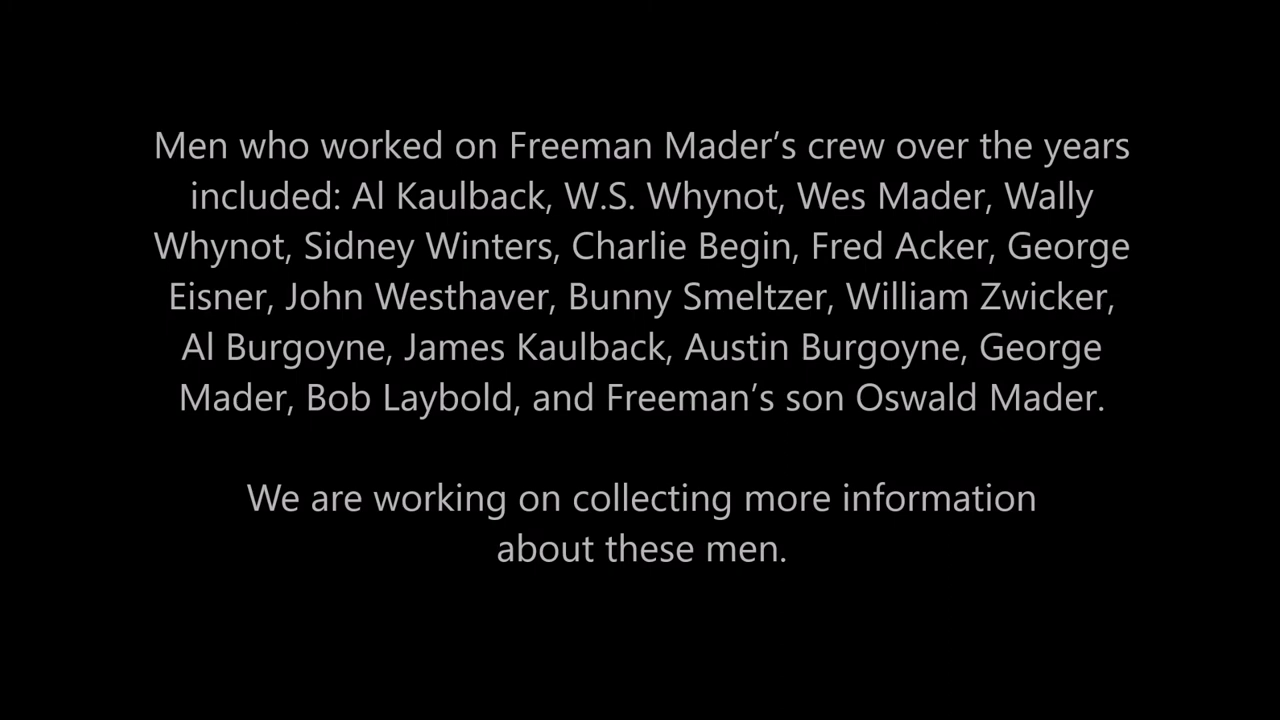 Men who worked on Freeman Mader’s crew over the years
included: Al Kaulback, W.S. Whynot, Wes Mader, Wally
Whynot, Sidney Winters, Charlie Begin, Fred Acker, George
Eisner, John Westhaver, Bunny Smeltzer, William Zwicker,
Al Burgoyne, James Kaulback, Austin Burgoyne, George
Mader, Bob Laybold, and Freeman’s son Oswald Mader.
We are working on collecting more information
about these men.